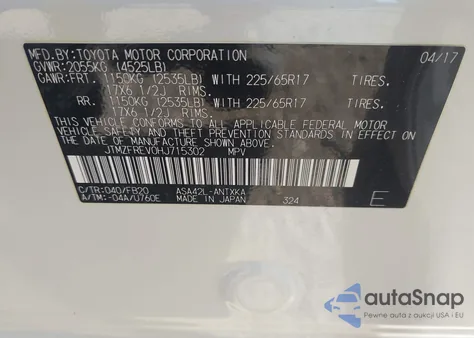 MFD.BY:TOYOTA MOTOR CORPORATION 04/17
GVWR:2055KG (4525LB)
GAWR:FRT. 1150KG (2535LB) WITH 225/65R17 TIRES.
17X6 1/2J RIMS.
RR. 1150KG (2535LB) WITH 225/65R17 TIRES.
17X6 1/2J RIMS.
THIS VEHICLE CONFORMS TO ALL APPLICABLE FEDERAL MOTOR
VEHICLE SAFETY AND THEFT PREVENTION STANDARDS IN EFFECT ON
THE DATE OF MANUFACTURE SHOWN ABOVE.
JTMZFREV0HJ715302 MPV
C/TR:040/FB20 ASA42L-ANTXKA
A/TM:-04A/U760E MADE IN JAPAN 324 E
autoSnap
Pewne auta z aukcji USA i EU